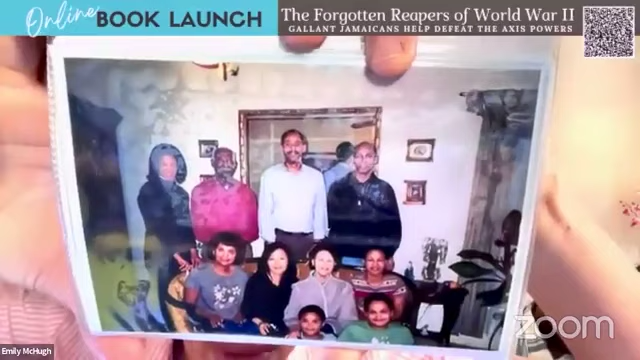 Online BOOK LAUNCH
The Forgotten Reapers of World War II
GALLANT JAMAICANS HELP DEFEAT THE AXIS POWERS
Emily McHugh
zoom